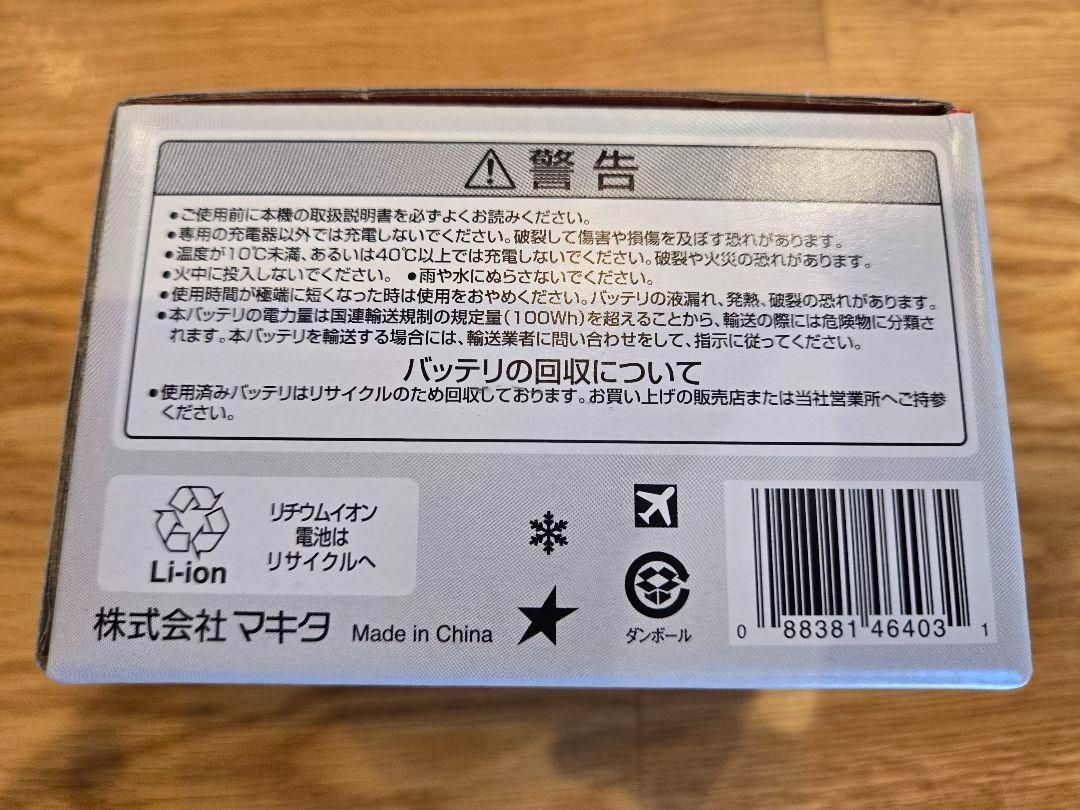 警告
●ご使用前に本機の取扱説明書を必ずよくお読みください。
●専用の充電器以外では充電しないでください。破裂して傷害や損傷を及ぼす恐れがあります。
●温度が10℃未満、あるいは40℃以上では充電しないでください。破裂や火災の恐れがあります。
●火中に投入しないでください。 ●雨や水にぬらさないでください。
●使用時間が極端に短くなった時は使用をおやめください。バッテリの液漏れ、発熱、破裂の恐れがあります。
●本バッテリの電力量は国連輸送規制の規定量(100Wh)を超えることから、輸送の際には危険物に分類さ
れます。本バッテリを輸送する場合には、輸送業者に問い合わせをして、指示に従ってください。
バッテリの回収について
●使用済みバッテリはリサイクルのため回収しております。お買い上げの販売店または当社営業所へご持参
ください。
Li-ion
リチウムイオン
電池は
リサイクルへ
株式会社マキタ
Made in China
ダンボール
0 88381 46403 1